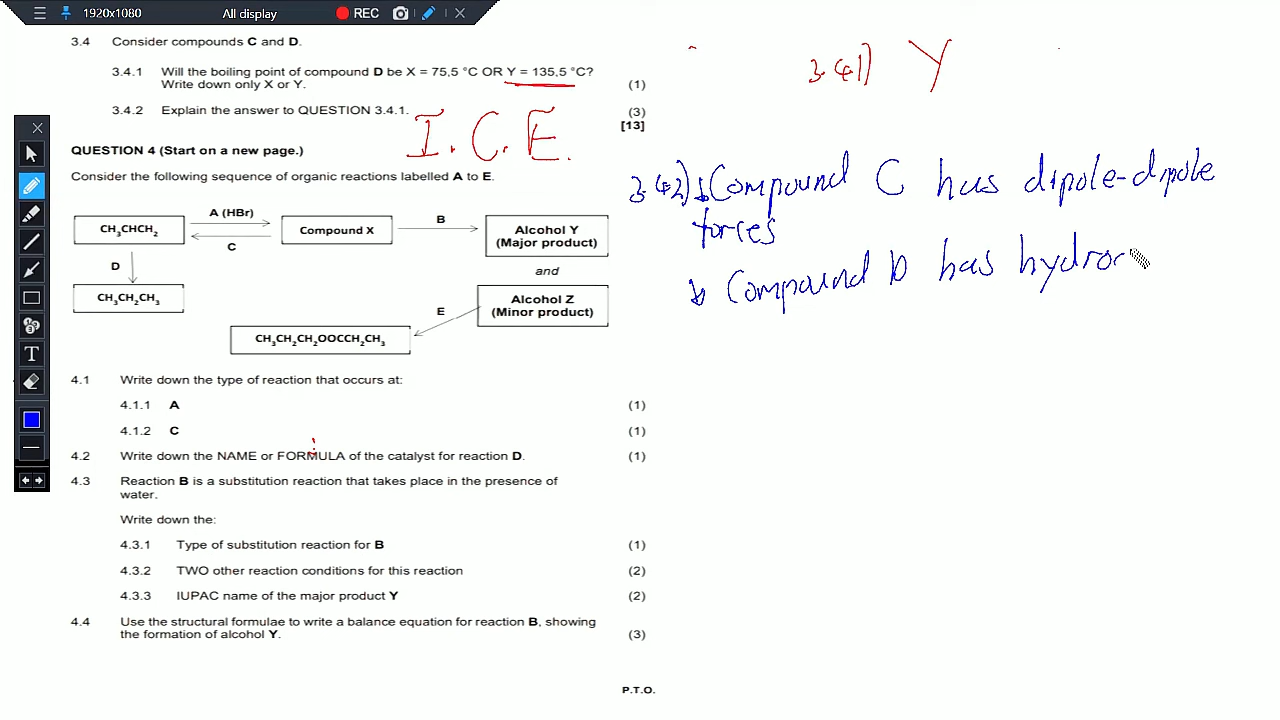 1920x1080 All display REC
3.4 Consider compounds C and D.
3.4.1 Will the boiling point of compound D be X = 75,5 °C OR Y = 135,5 °C?
Write down only X or Y. (1)
3.4.2 Explain the answer to QUESTION 3.4.1. (3)
[13]
I.C.E.
QUESTION 4 (Start on a new page.)
Consider the following sequence of organic reactions labelled A to E.
CH3CHCH2
A (HBr)
C
Compound X
B
Alcohol Y
(Major product)
and
D
CH3CH2CH3
Alcohol Z
(Minor product)
E
CH3CH2CH2OOCCH2CH3
4.1 Write down the type of reaction that occurs at:
4.1.1 A (1)
4.1.2 C (1)
4.2 Write down the NAME or FORMULA of the catalyst for reaction D. (1)
4.3 Reaction B is a substitution reaction that takes place in the presence of
water.
Write down the:
4.3.1 Type of substitution reaction for B (1)
4.3.2 TWO other reaction conditions for this reaction (2)
4.3.3 IUPAC name of the major product Y (2)
4.4 Use the structural formulae to write a balance equation for reaction B, showing
the formation of alcohol Y. (3)
P.T.O.
3.4.1) Y
3.4.2) Compound C has dipole-dipole
forces
Compound D has hydro